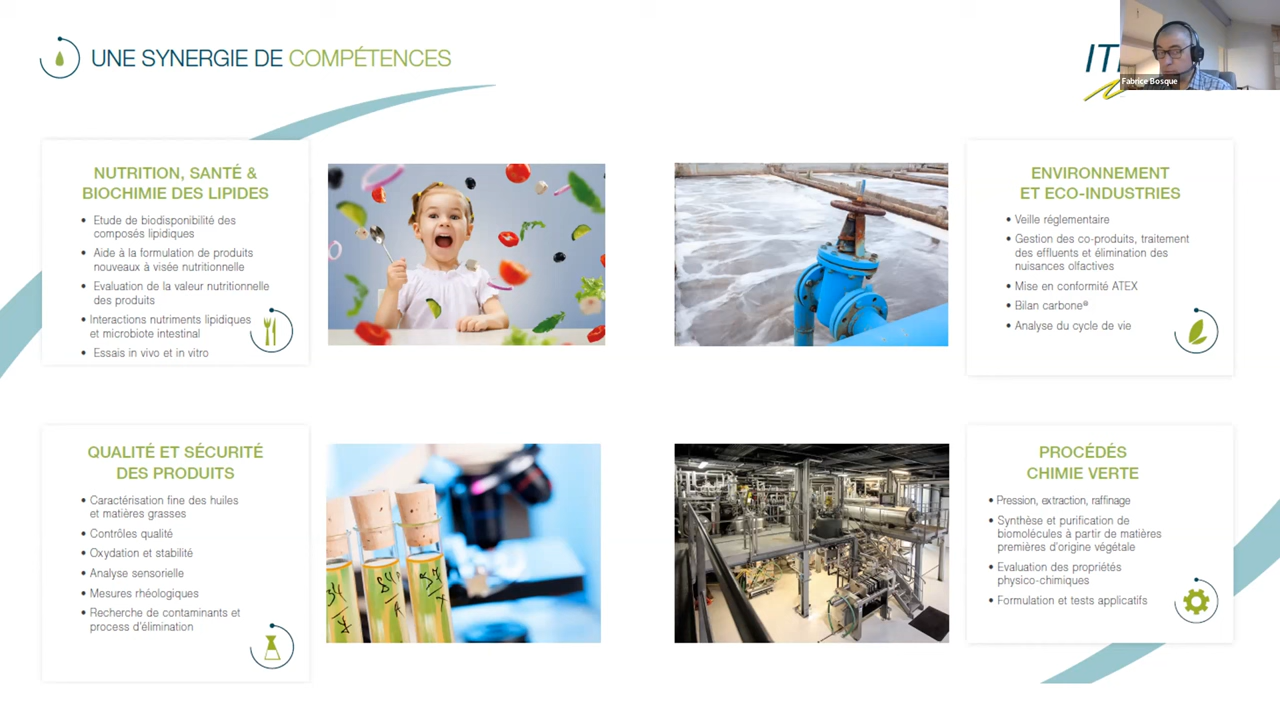 UNE SYNERGIE DE COMPÉTENCES
Fabrice Bosque
NUTRITION, SANTÉ &
BIOCHIMIE DES LIPIDES
• Etude de biodisponibilité des
composés lipidiques
• Aide à la formulation de produits
nouveaux à visée nutritionnelle
• Evaluation de la valeur nutritionnelle
des produits
• Interactions nutriments lipidiques
et microbiote intestinal
• Essais in vivo et in vitro
ENVIRONNEMENT
ET ECO-INDUSTRIES
• Veille réglementaire
• Gestion des co-produits, traitement
des effluents et élimination des
nuisances olfactives
• Mise en conformité ATEX
• Bilan carbone®
• Analyse du cycle de vie
QUALITÉ ET SÉCURITÉ
DES PRODUITS
• Caractérisation fine des huiles
et matières grasses
• Contrôles qualité
• Oxydation et stabilité
• Analyse sensorielle
• Mesures rhéologiques
• Recherche de contaminants et
process d'élimination
PROCÉDÉS
CHIMIE VERTE
• Pression, extraction, raffinage
• Synthèse et purification de
biomolécules à partir de matières
premières d'origine végétale
• Evaluation des propriétés
physico-chimiques
• Formulation et tests applicatifs